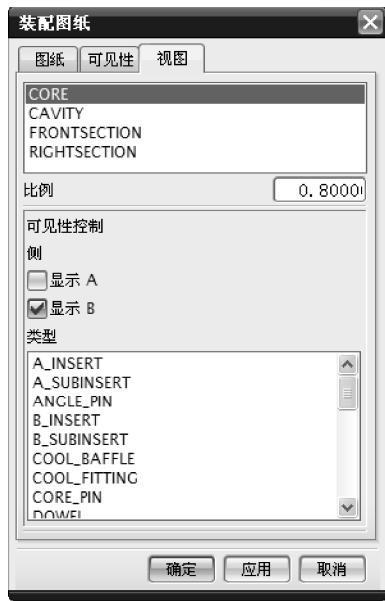 装配图纸
图纸 可见性 视图
CORE
CAVITY
FRONTSECTION
RIGHTSECTION
比例 0.8000
可见性控制
侧
显示 A
显示 B
类型
A_INSERT
A_SUBINSERT
ANGLE_PIN
B_INSERT
B_SUBINSERT
COOL_BAFFLE
COOL_FITTING
CORE_PIN
DOWEL
确定 应用 取消